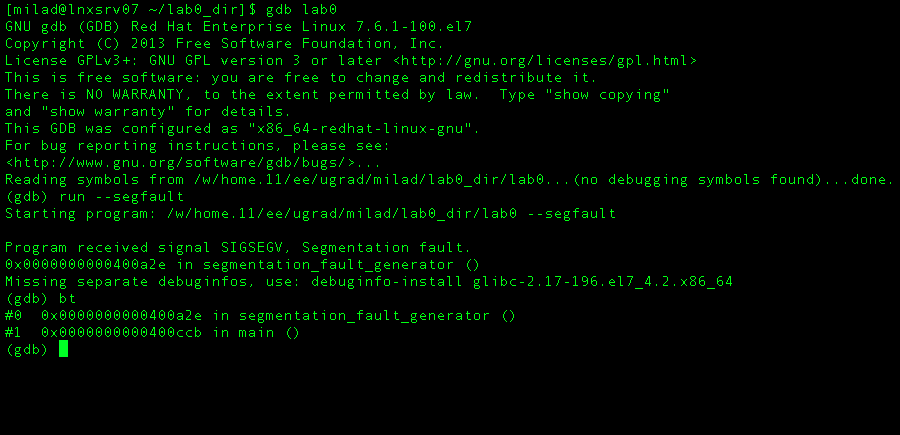 [milad@lnxsrv07 ~/lab0_dir]$ gdb lab0
GNU gdb (GDB) Red Hat Enterprise Linux 7.6.1-100.el7
Copyright (C) 2013 Free Software Foundation, Inc.
License GPLv3+: GNU GPL version 3 or later <http://gnu.org/licenses/gpl.html>
This is free software: you are free to change and redistribute it.
There is NO WARRANTY, to the extent permitted by law.  Type "show copying"
and "show warranty" for details.
This GDB was configured as "x86_64-redhat-linux-gnu".
For bug reporting instructions, please see:
<http://www.gnu.org/software/gdb/bugs/>...
Reading symbols from /w/home.11/ee/ugrad/milad/lab0_dir/lab0...(no debugging symbols found)...done.
(gdb) run --segfault
Starting program: /w/home.11/ee/ugrad/milad/lab0_dir/lab0 --segfault

Program received signal SIGSEGV, Segmentation fault.
0x0000000000400a2e in segmentation_fault_generator ()
Missing separate debuginfos, use: debuginfo-install glibc-2.17-196.el7_4.2.x86_64
(gdb) bt
#0  0x0000000000400a2e in segmentation_fault_generator ()
#1  0x0000000000400ccb in main ()
(gdb)